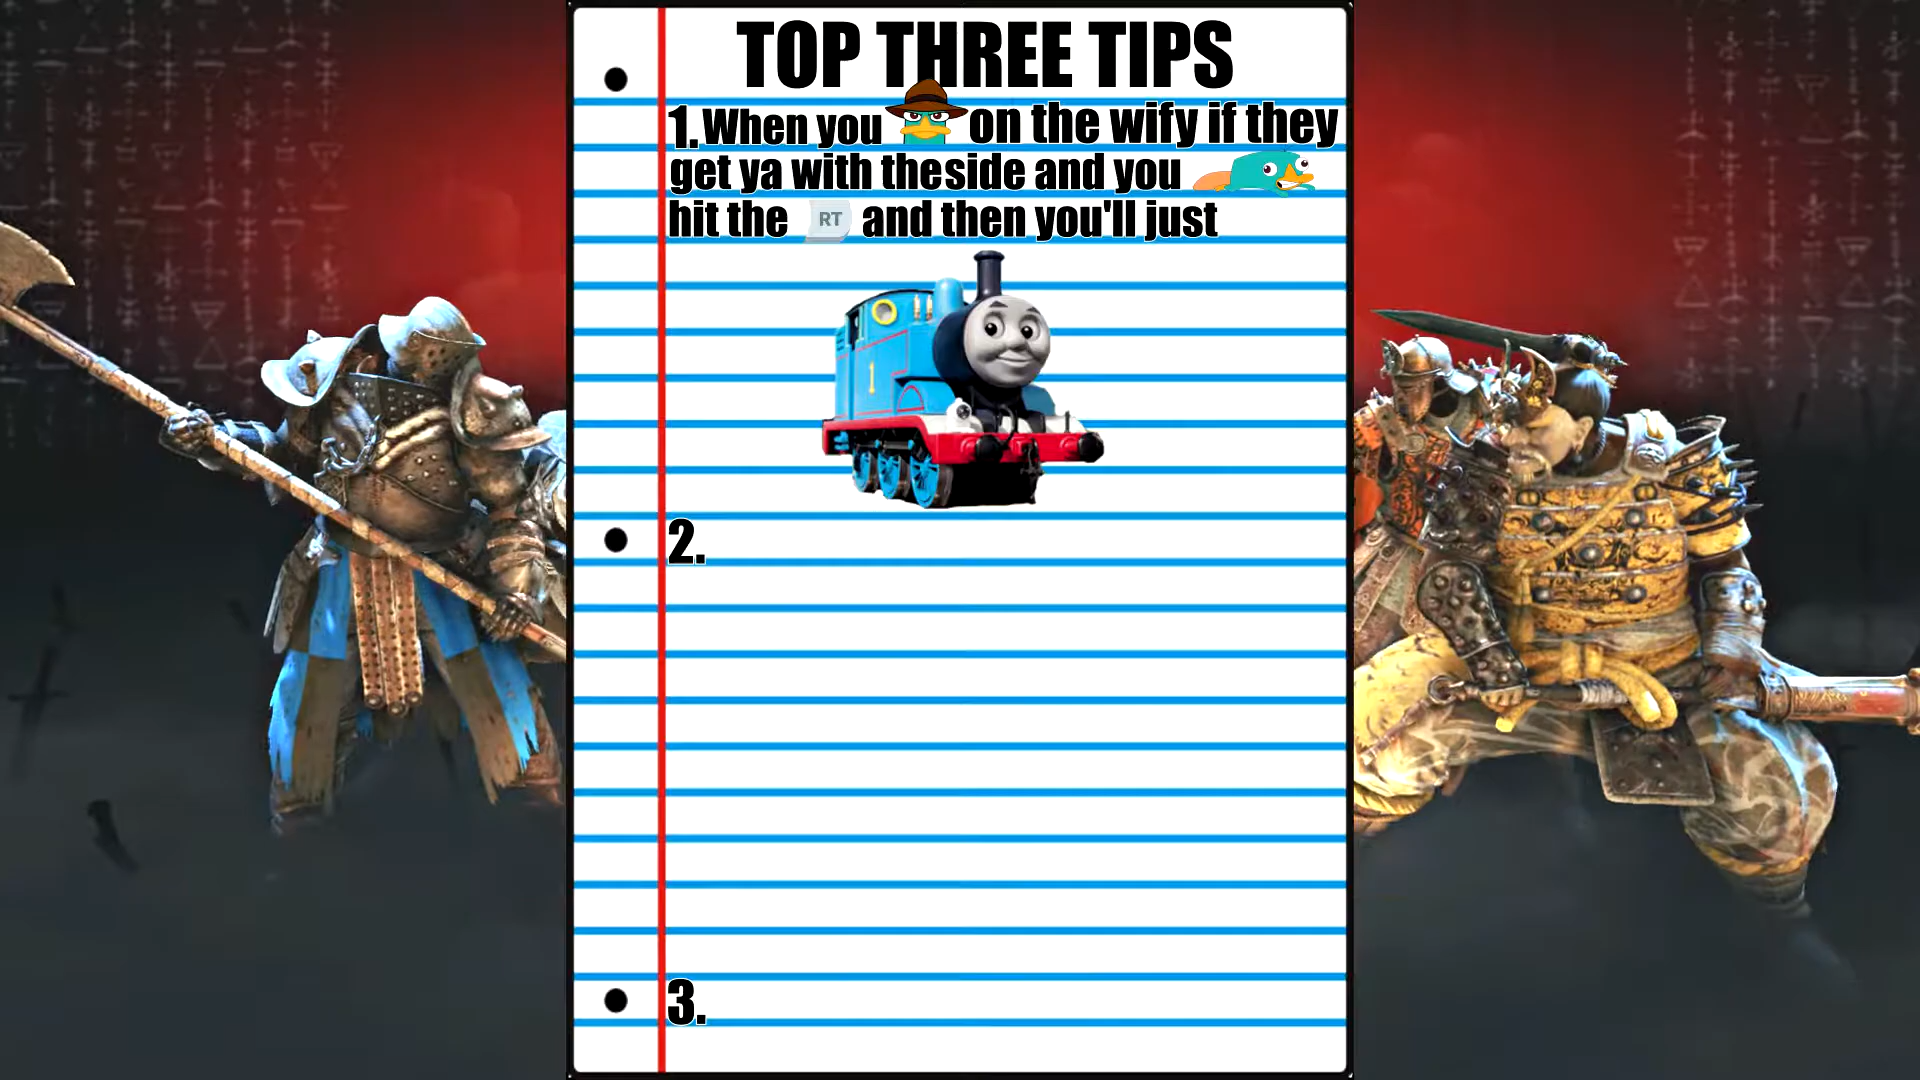 TOP THREE TIPS
1.When you on the wify if they
get ya with theside and you
hit the RT and then you'll just
1
2.
3.